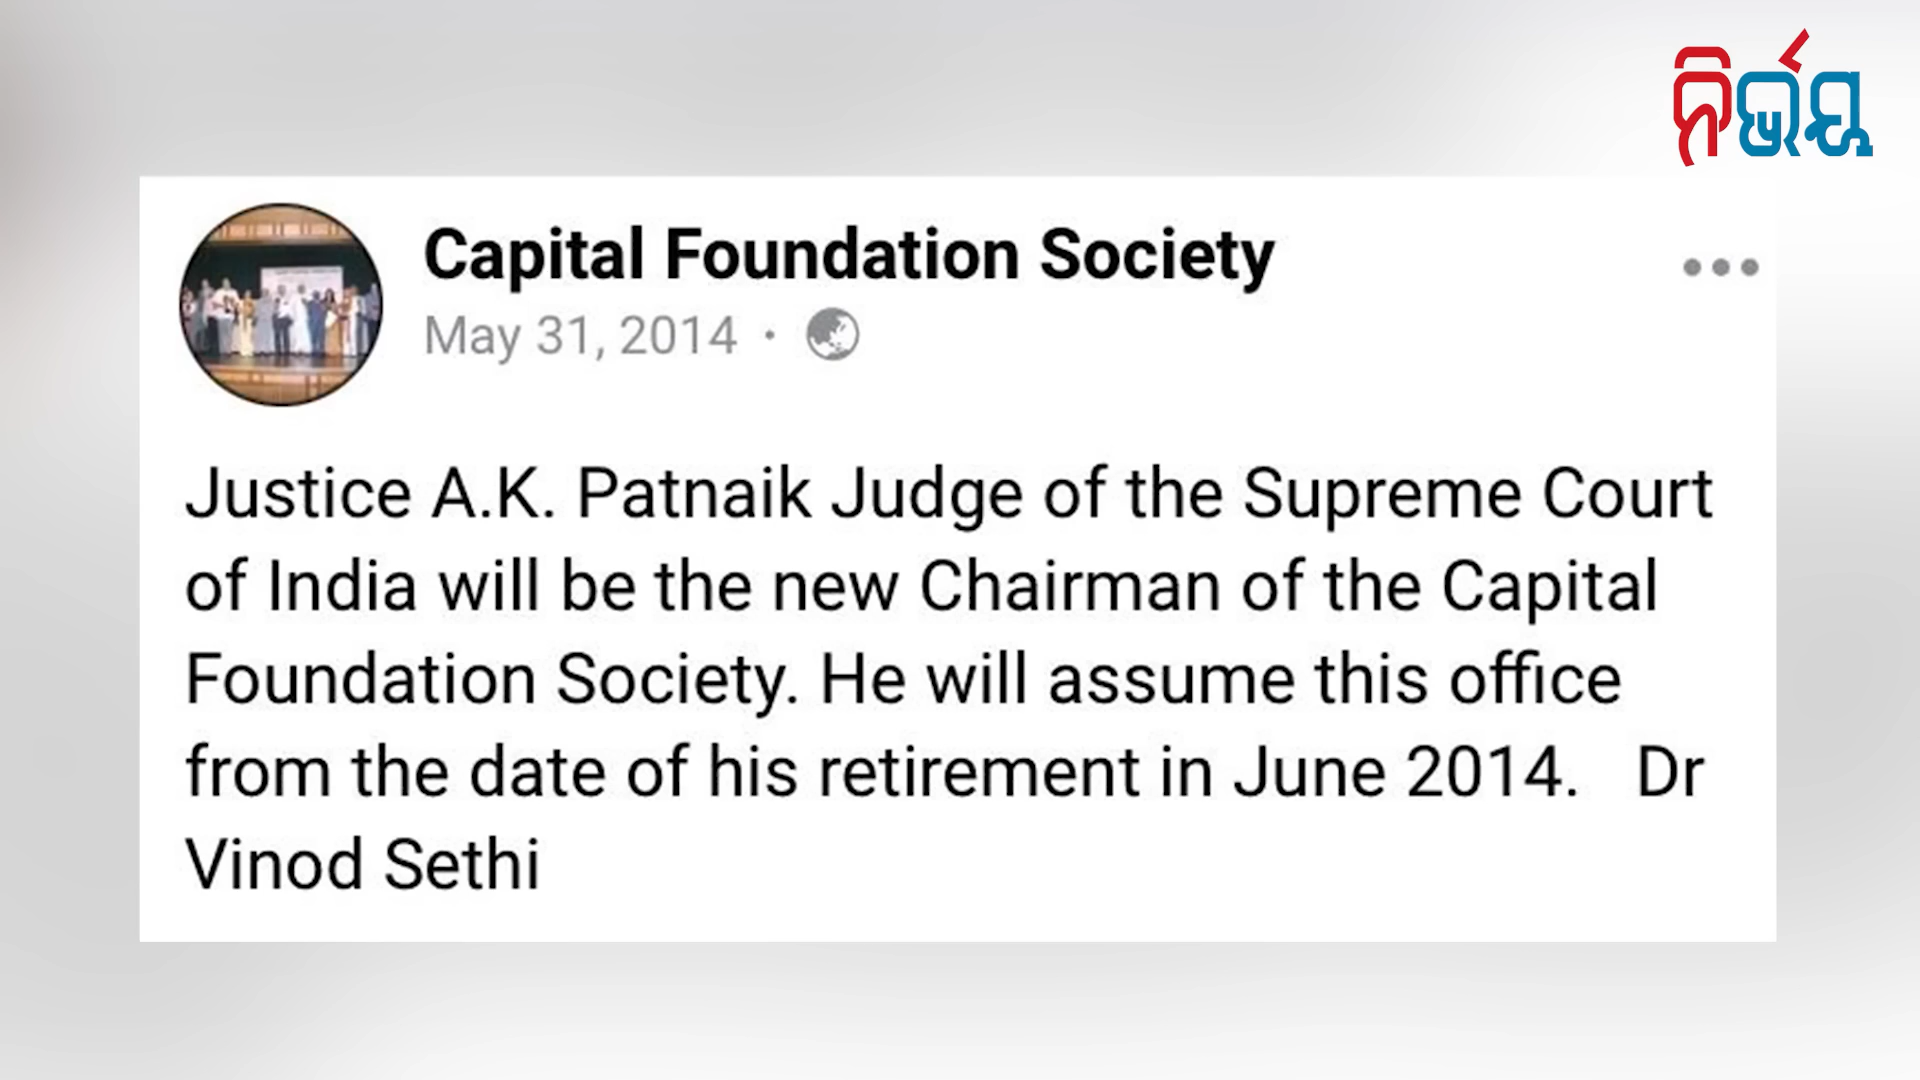 ନିର୍ଭୟ
Capital Foundation Society
May 31, 2014 ·
Justice A.K. Patnaik Judge of the Supreme Court
of India will be the new Chairman of the Capital
Foundation Society. He will assume this office
from the date of his retirement in June 2014. Dr
Vinod Sethi